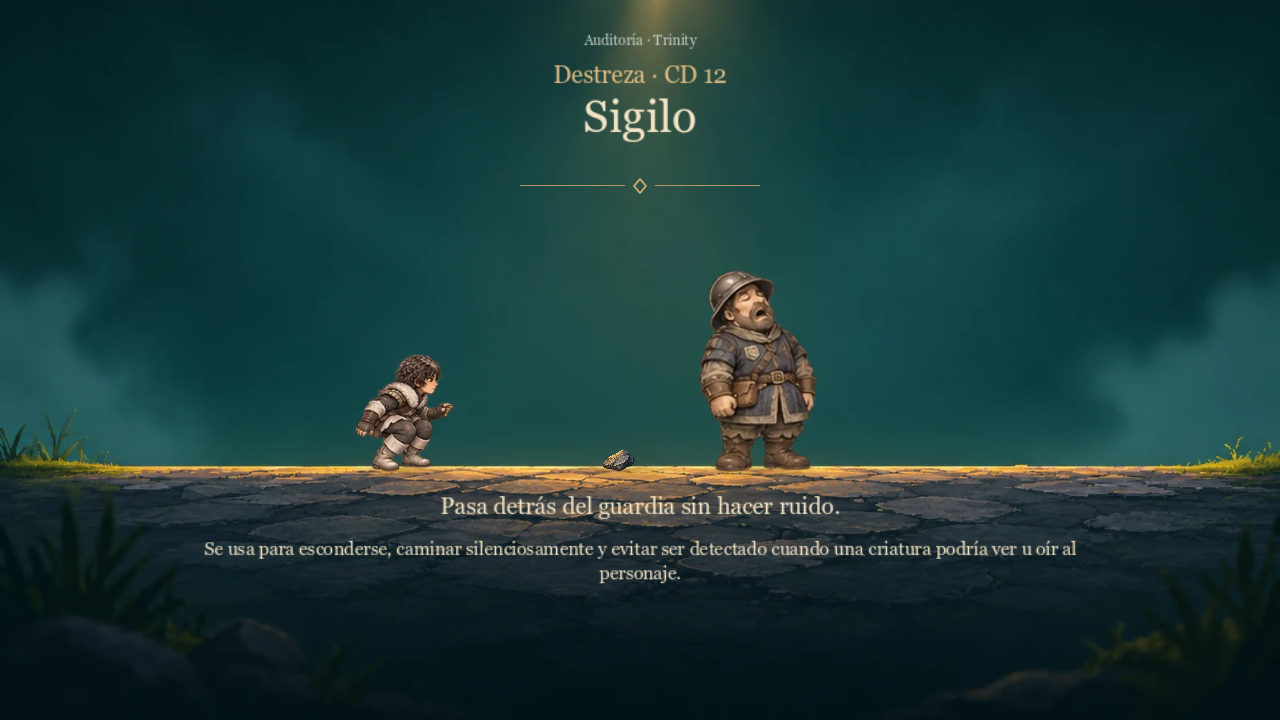 Auditoría · Trinity
Destreza · CD 12
Sigilo
Pasa detrás del guardia sin hacer ruido.
Se usa para esconderse, caminar silenciosamente y evitar ser detectado cuando una criatura podría ver u oír al
personaje.